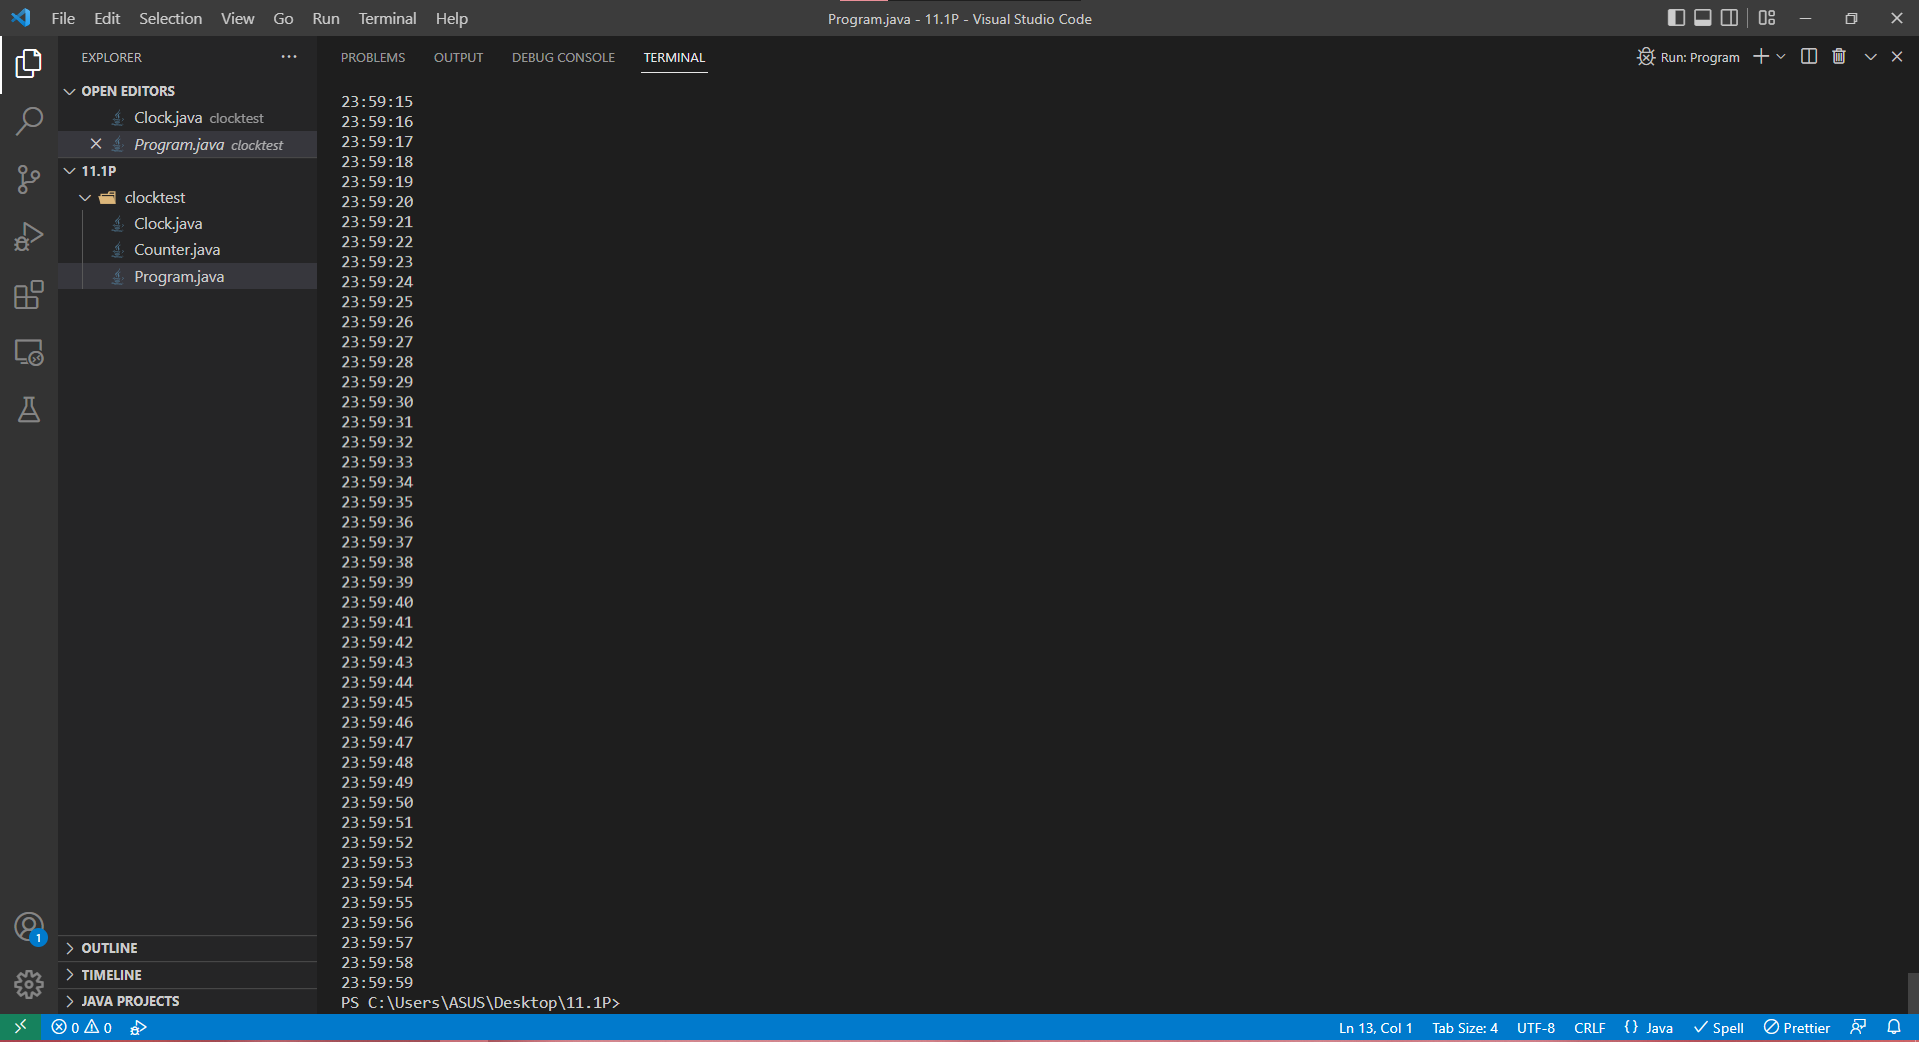 File Edit Selection View Go Run Terminal Help
Program.java - 11.1P - Visual Studio Code
EXPLORER
OPEN EDITORS
Clock.java clocktest
Program.java clocktest
11.1P
clocktest
Clock.java
Counter.java
Program.java
OUTLINE
TIMELINE
JAVA PROJECTS
1
PROBLEMS OUTPUT DEBUG CONSOLE TERMINAL
Run: Program
23:59:15
23:59:16
23:59:17
23:59:18
23:59:19
23:59:20
23:59:21
23:59:22
23:59:23
23:59:24
23:59:25
23:59:26
23:59:27
23:59:28
23:59:29
23:59:30
23:59:31
23:59:32
23:59:33
23:59:34
23:59:35
23:59:36
23:59:37
23:59:38
23:59:39
23:59:40
23:59:41
23:59:42
23:59:43
23:59:44
23:59:45
23:59:46
23:59:47
23:59:48
23:59:49
23:59:50
23:59:51
23:59:52
23:59:53
23:59:54
23:59:55
23:59:56
23:59:57
23:59:58
23:59:59
PS C:\Users\ASUS\Desktop\11.1P>
0 0
Ln 13, Col 1 Tab Size: 4 UTF-8 CRLF {} Java Spell Prettier